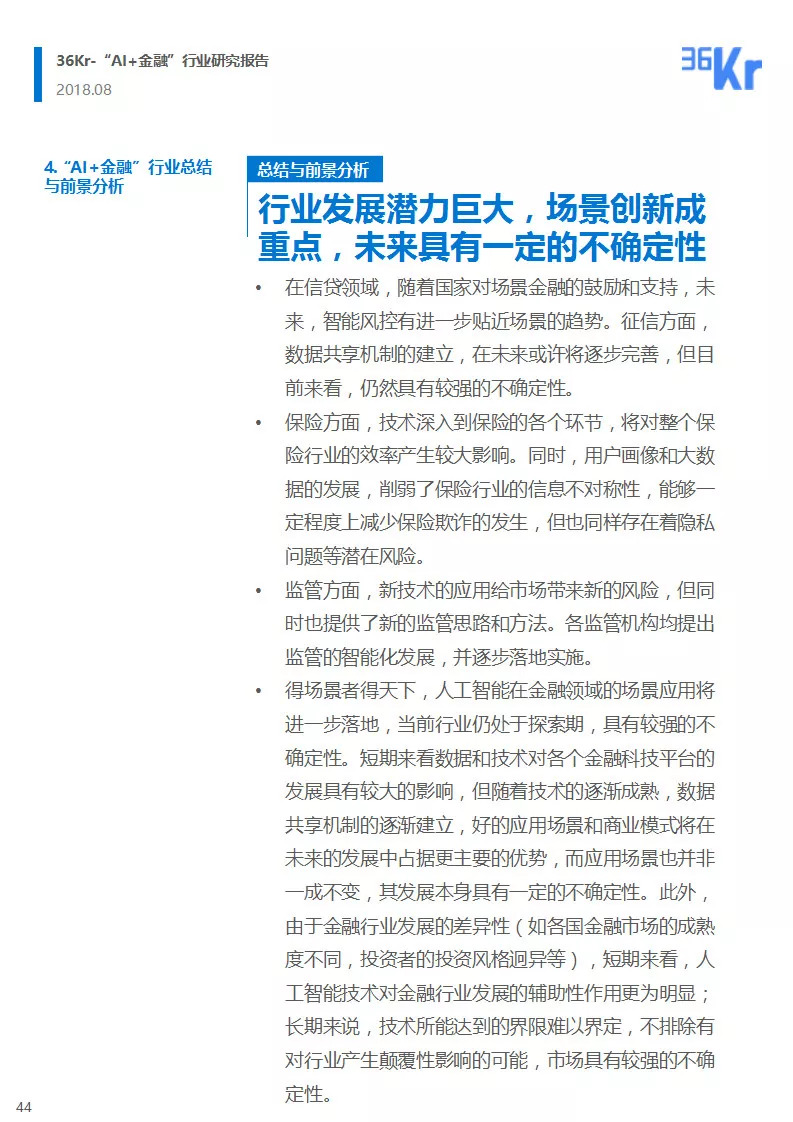 36Kr-“AI+金融”行业研究报告
2018.08
36Kr
4.“AI+金融”行业总结
与前景分析
总结与前景分析
行业发展潜力巨大，场景创新成
重点，未来具有一定的不确定性
• 在信贷领域，随着国家对场景金融的鼓励和支持，未
来，智能风控有进一步贴近场景的趋势。征信方面，
数据共享机制的建立，在未来或许将逐步完善，但目
前来看，仍然具有较强的不确定性。
• 保险方面，技术深入到保险的各个环节，将对整个保
险行业的效率产生较大影响。同时，用户画像和大数
据的发展，削弱了保险行业的信息不对称性，能够一
定程度上减少保险欺诈的发生，但也同样存在着隐私
问题等潜在风险。
• 监管方面，新技术的应用给市场带来新的风险，但同
时也提供了新的监管思路和方法。各监管机构均提出
监管的智能化发展，并逐步落地实施。
• 得场景者得天下，人工智能在金融领域的场景应用将
进一步落地，当前行业仍处于探索期，具有较强的不
确定性。短期来看数据和技术对各个金融科技平台的
发展具有较大的影响，但随着技术的逐渐成熟，数据
共享机制的逐渐建立，好的应用场景和商业模式将在
未来的发展中占据更主要的优势，而应用场景也并非
一成不变，其发展本身具有一定的不确定性。此外，
由于金融行业发展的差异性（如各国金融市场的成熟
度不同，投资者的投资风格迥异等），短期来看，人
工智能技术对金融行业发展的辅助性作用更为明显；
长期来说，技术所能达到的界限难以界定，不排除有
对行业产生颠覆性影响的可能，市场具有较强的不确
定性。
44